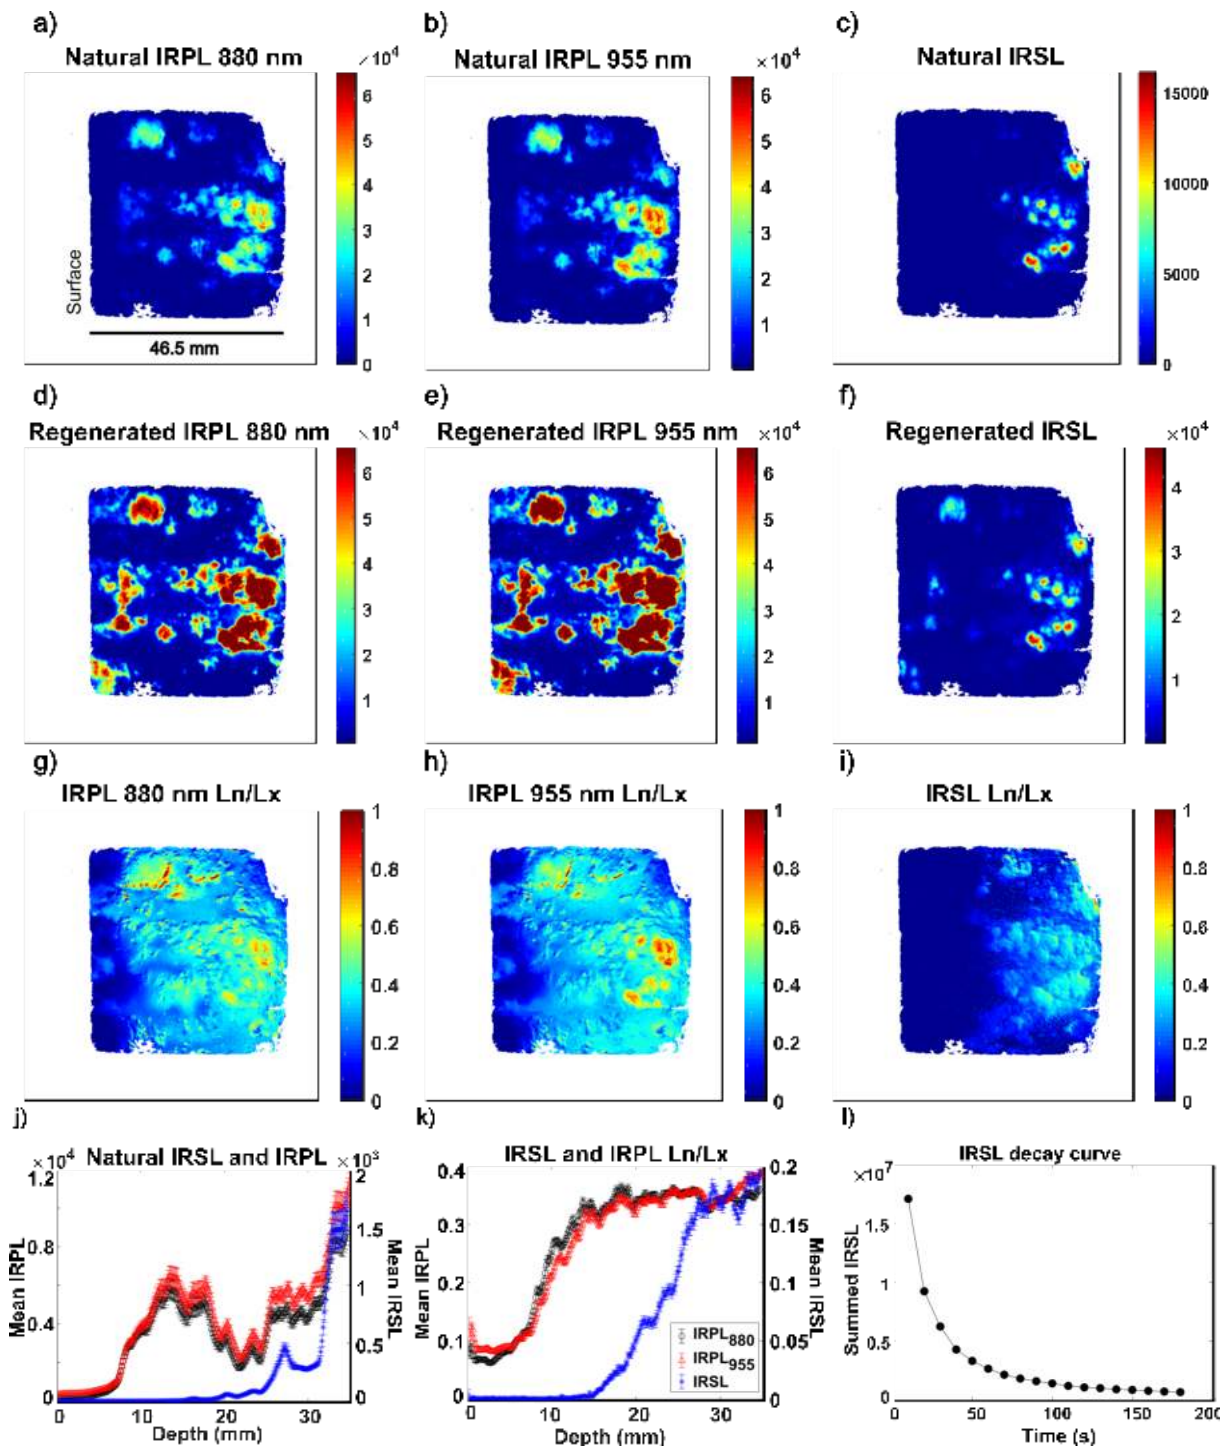 a)
Natural IRPL 880 nm
×10⁴
6
5
4
3
2
1
0
Surface
46.5 mm
b)
Natural IRPL 955 nm
×10⁴
6
5
4
3
2
1
c)
Natural IRSL
15000
10000
5000
0
d)
Regenerated IRPL 880 nm
×10⁴
6
5
4
3
2
1
e)
Regenerated IRPL 955 nm
×10⁴
6
5
4
3
2
1
f)
Regenerated IRSL
×10⁴
4
3
2
1
g)
IRPL 880 nm Ln/Lx
1
0.8
0.6
0.4
0.2
0
h)
IRPL 955 nm Ln/Lx
1
0.8
0.6
0.4
0.2
0
i)
IRSL Ln/Lx
1
0.8
0.6
0.4
0.2
0
j)
Natural IRSL and IRPL
×10⁴
×10³
1.2
0.8
0.4
0
2
1.5
1
0.5
0
Mean IRPL
Mean IRSL
0 10 20 30
Depth (mm)
k)
IRSL and IRPL Ln/Lx
0.4
0.3
0.2
0.1
0
0.2
0.15
0.1
0.05
0
Mean IRPL
Mean IRSL
IRPL880
IRPL955
IRSL
0 10 20 30
Depth (mm)
l)
IRSL decay curve
×10⁷
1.5
1
0.5
0
Summed IRSL
0 50 100 150 200
Time (s)